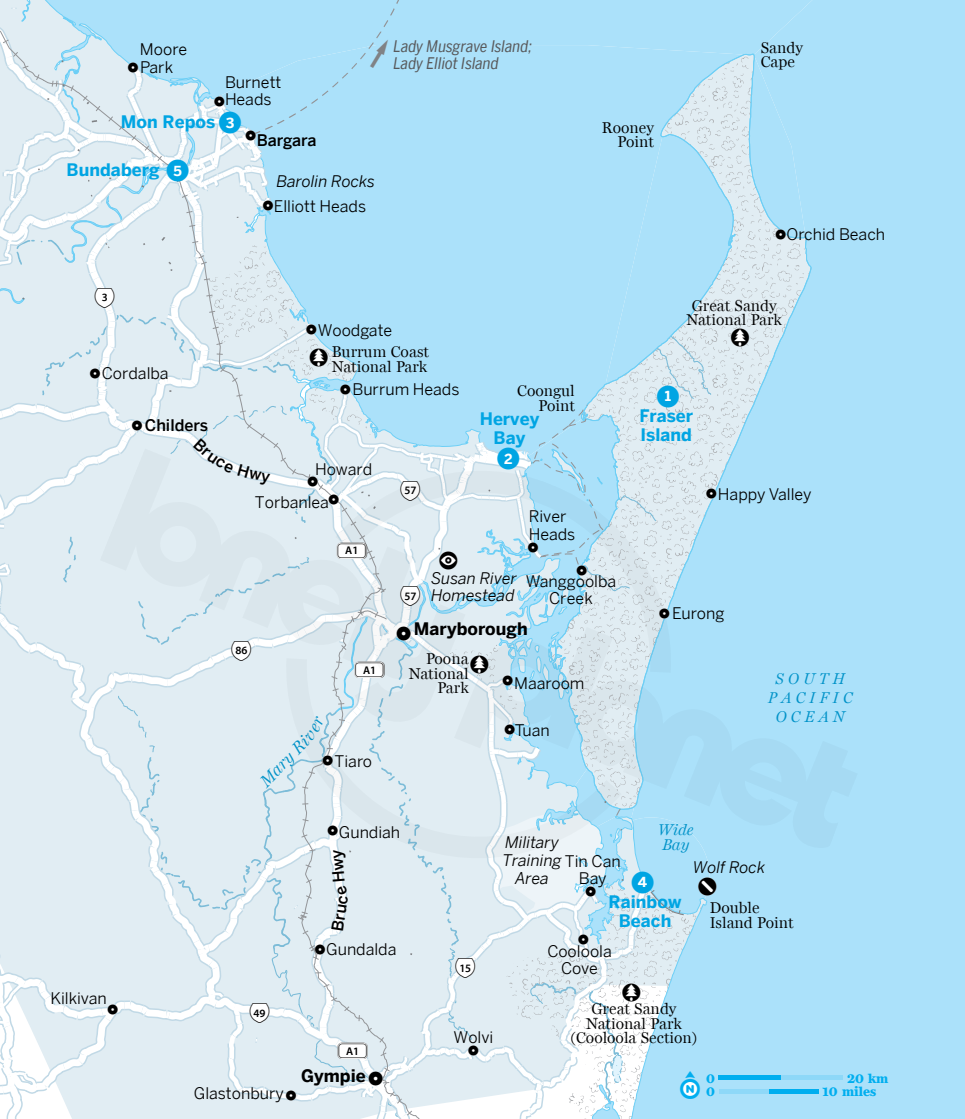 Lady Musgrave Island;
Lady Elliot Island
Sandy
Cape
Moore
Park
Burnett
Heads
Mon Repos 3
Bargara
Rooney
Point
Bundaberg 5
Barolin Rocks
Elliott Heads
Orchid Beach
3
Great Sandy
National Park
Woodgate
Burrum Coast
National Park
Cordalba
Burrum Heads
Coongul
Point
1
Fraser
Island
Hervey
Bay
2
Childers
Bruce Hwy
Howard
Torbanlea
57
Happy Valley
River
Heads
A1
Susan River
Homestead
Wanggoolba
Creek
57
Eurong
Maryborough
86
A1
Poona
National
Park
Maaroom
SOUTH
PACIFIC
OCEAN
Tuan
Mary River
Tiaro
Gundiah
Bruce Hwy
Wide
Bay
Military
Training
Area
Tin Can
Bay
Wolf Rock
4
Rainbow
Beach
Double
Island Point
Gundalda
Cooloola
Cove
15
Kilkivan
49
Great Sandy
National Park
(Cooloola Section)
Wolvi
A1
Gympie
Glastonbury
N
0 20 km
0 10 miles
lonely planet